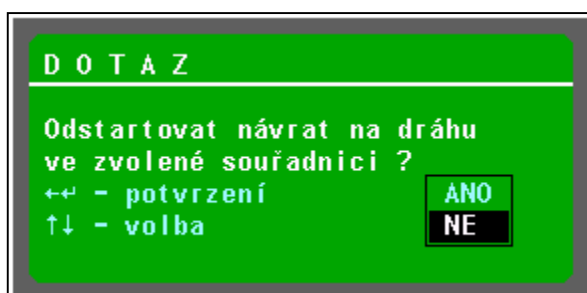 D O T A Z
Odstartovat návrat na dráhu
ve zvolené souřadnici ?
←↵ - potvrzení
↑↓ - volba
ANO
NE